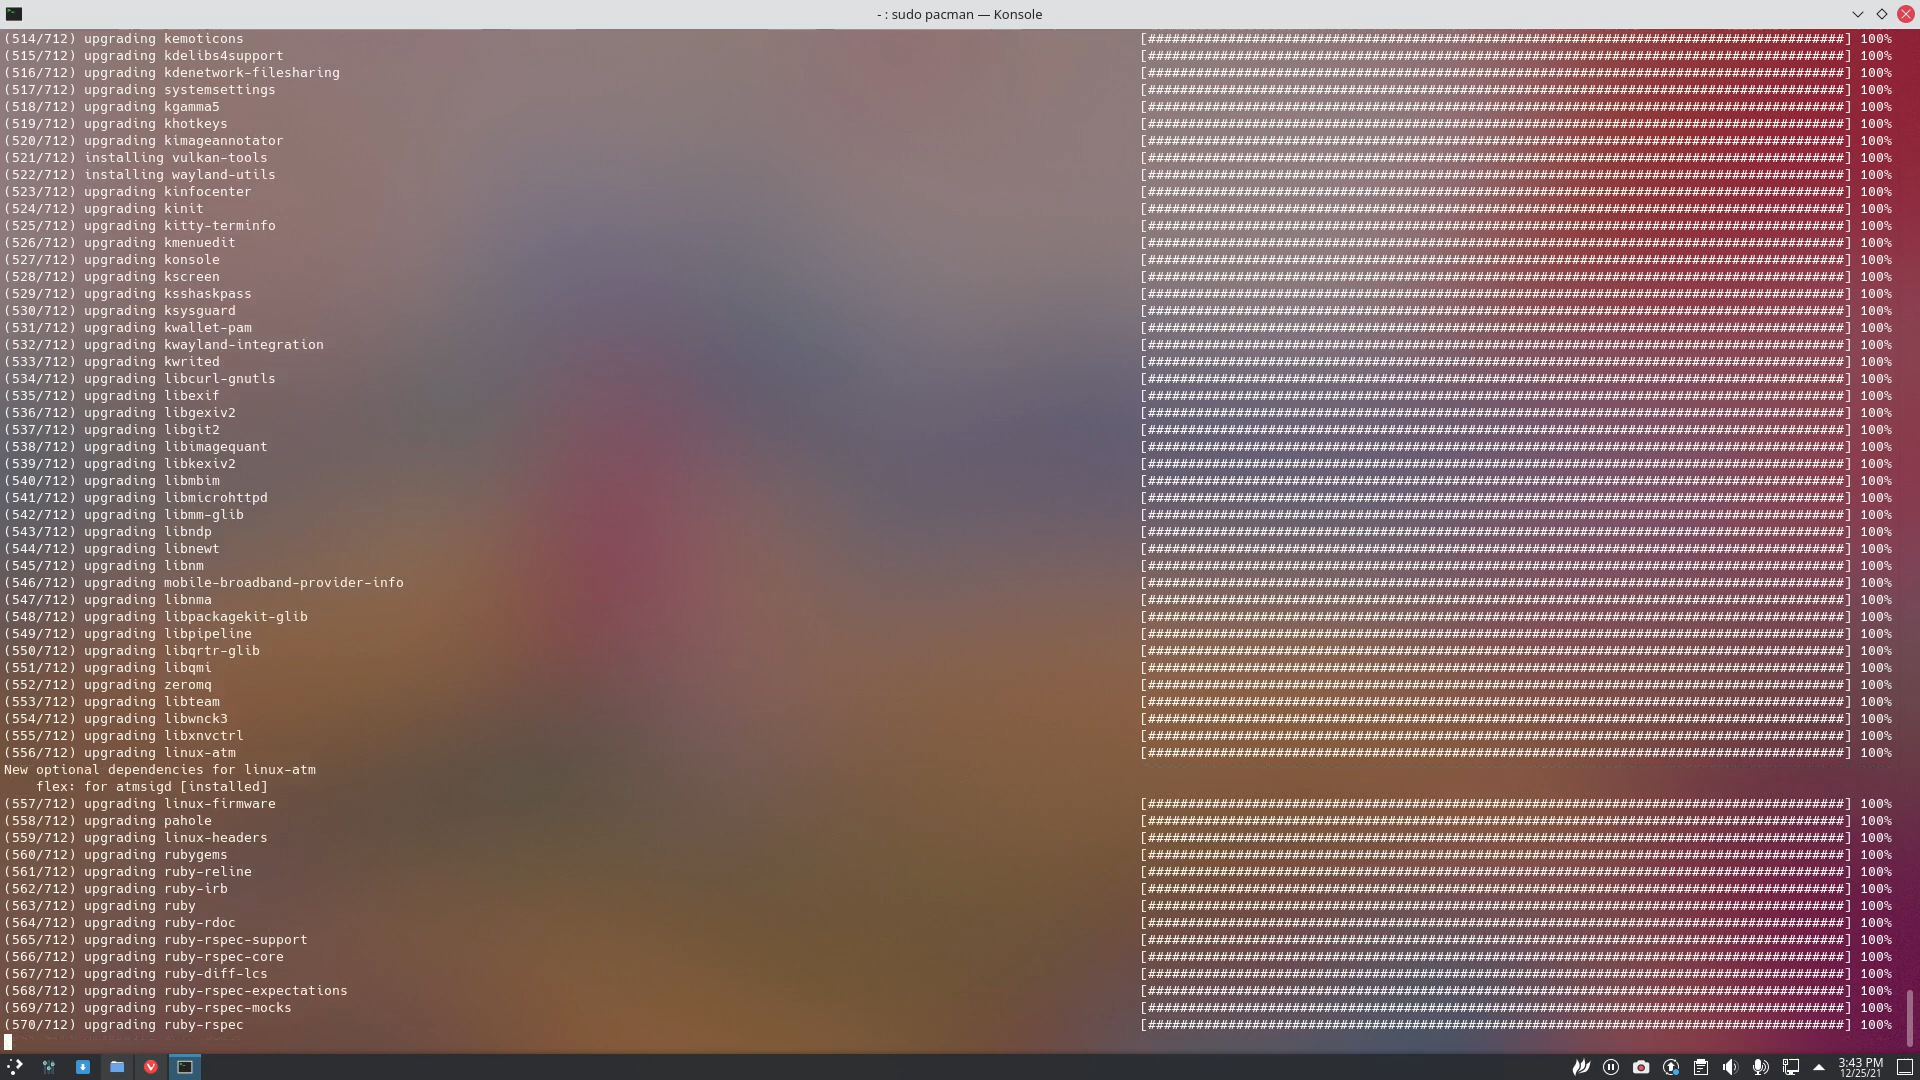 - : sudo pacman — Konsole
(514/712) upgrading kemoticons [#######################################################################################] 100%
(515/712) upgrading kdelibs4support [#######################################################################################] 100%
(516/712) upgrading kdenetwork-filesharing [#######################################################################################] 100%
(517/712) upgrading systemsettings [#######################################################################################] 100%
(518/712) upgrading kgamma5 [#######################################################################################] 100%
(519/712) upgrading khotkeys [#######################################################################################] 100%
(520/712) upgrading kimageannotator [#######################################################################################] 100%
(521/712) installing vulkan-tools [#######################################################################################] 100%
(522/712) installing wayland-utils [#######################################################################################] 100%
(523/712) upgrading kinfocenter [#######################################################################################] 100%
(524/712) upgrading kinit [#######################################################################################] 100%
(525/712) upgrading kitty-terminfo [#######################################################################################] 100%
(526/712) upgrading kmenuedit [#######################################################################################] 100%
(527/712) upgrading konsole [#######################################################################################] 100%
(528/712) upgrading kscreen [#######################################################################################] 100%
(529/712) upgrading ksshaskpass [#######################################################################################] 100%
(530/712) upgrading ksysguard [#######################################################################################] 100%
(531/712) upgrading kwallet-pam [#######################################################################################] 100%
(532/712) upgrading kwayland-integration [#######################################################################################] 100%
(533/712) upgrading kwrited [#######################################################################################] 100%
(534/712) upgrading libcurl-gnutls [#######################################################################################] 100%
(535/712) upgrading libexif [#######################################################################################] 100%
(536/712) upgrading libgexiv2 [#######################################################################################] 100%
(537/712) upgrading libgit2 [#######################################################################################] 100%
(538/712) upgrading libimagequant [#######################################################################################] 100%
(539/712) upgrading libkexiv2 [#######################################################################################] 100%
(540/712) upgrading libmbim [#######################################################################################] 100%
(541/712) upgrading libmicrohttpd [#######################################################################################] 100%
(542/712) upgrading libmm-glib [#######################################################################################] 100%
(543/712) upgrading libndp [#######################################################################################] 100%
(544/712) upgrading libnewt [#######################################################################################] 100%
(545/712) upgrading libnm [#######################################################################################] 100%
(546/712) upgrading mobile-broadband-provider-info [#######################################################################################] 100%
(547/712) upgrading libnma [#######################################################################################] 100%
(548/712) upgrading libpackagekit-glib [#######################################################################################] 100%
(549/712) upgrading libpipeline [#######################################################################################] 100%
(550/712) upgrading libqrtr-glib [#######################################################################################] 100%
(551/712) upgrading libqmi [#######################################################################################] 100%
(552/712) upgrading zeromq [#######################################################################################] 100%
(553/712) upgrading libteam [#######################################################################################] 100%
(554/712) upgrading libwnck3 [#######################################################################################] 100%
(555/712) upgrading libxnvctrl [#######################################################################################] 100%
(556/712) upgrading linux-atm [#######################################################################################] 100%
New optional dependencies for linux-atm
    flex: for atmsigd [installed]
(557/712) upgrading linux-firmware [#######################################################################################] 100%
(558/712) upgrading pahole [#######################################################################################] 100%
(559/712) upgrading linux-headers [#######################################################################################] 100%
(560/712) upgrading rubygems [#######################################################################################] 100%
(561/712) upgrading ruby-reline [#######################################################################################] 100%
(562/712) upgrading ruby-irb [#######################################################################################] 100%
(563/712) upgrading ruby [#######################################################################################] 100%
(564/712) upgrading ruby-rdoc [#######################################################################################] 100%
(565/712) upgrading ruby-rspec-support [#######################################################################################] 100%
(566/712) upgrading ruby-rspec-core [#######################################################################################] 100%
(567/712) upgrading ruby-diff-lcs [#######################################################################################] 100%
(568/712) upgrading ruby-rspec-expectations [#######################################################################################] 100%
(569/712) upgrading ruby-rspec-mocks [#######################################################################################] 100%
(570/712) upgrading ruby-rspec [#######################################################################################] 100%
3:43 PM
12/25/21